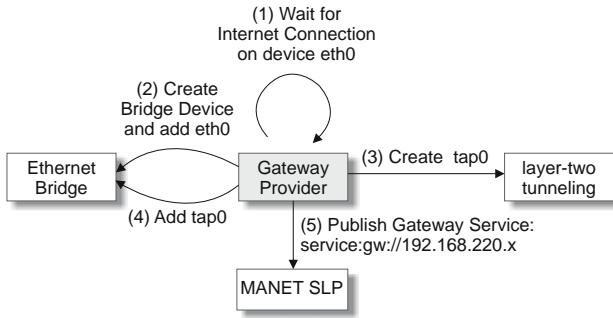 (1) Wait for
Internet Connection
on device eth0
(2) Create
Bridge Device
and add eth0
Ethernet
Bridge
Gateway
Provider
(3) Create tap0
layer-two
tunneling
(4) Add tap0
(5) Publish Gateway Service:
service:gw://192.168.220.x
MANET SLP